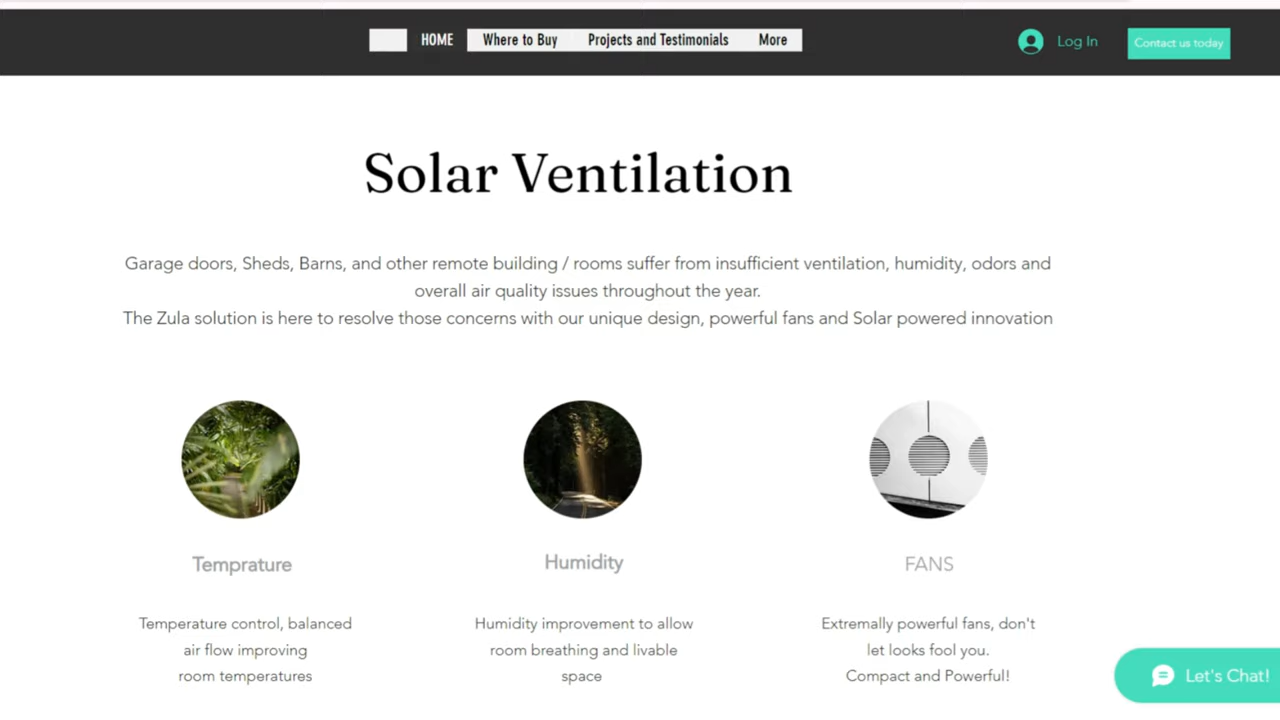 HOME Where to Buy Projects and Testimonials More Log In Contact us today
Solar Ventilation
Garage doors, Sheds, Barns, and other remote building / rooms suffer from insufficient ventilation, humidity, odors and
overall air quality issues throughout the year.
The Zula solution is here to resolve those concerns with our unique design, powerful fans and Solar powered innovation
Temprature
Temperature control, balanced
air flow improving
room temperatures
Humidity
Humidity improvement to allow
room breathing and livable
space
FANS
Extremally powerful fans, don't
let looks fool you.
Compact and Powerful!
Let's Chat!